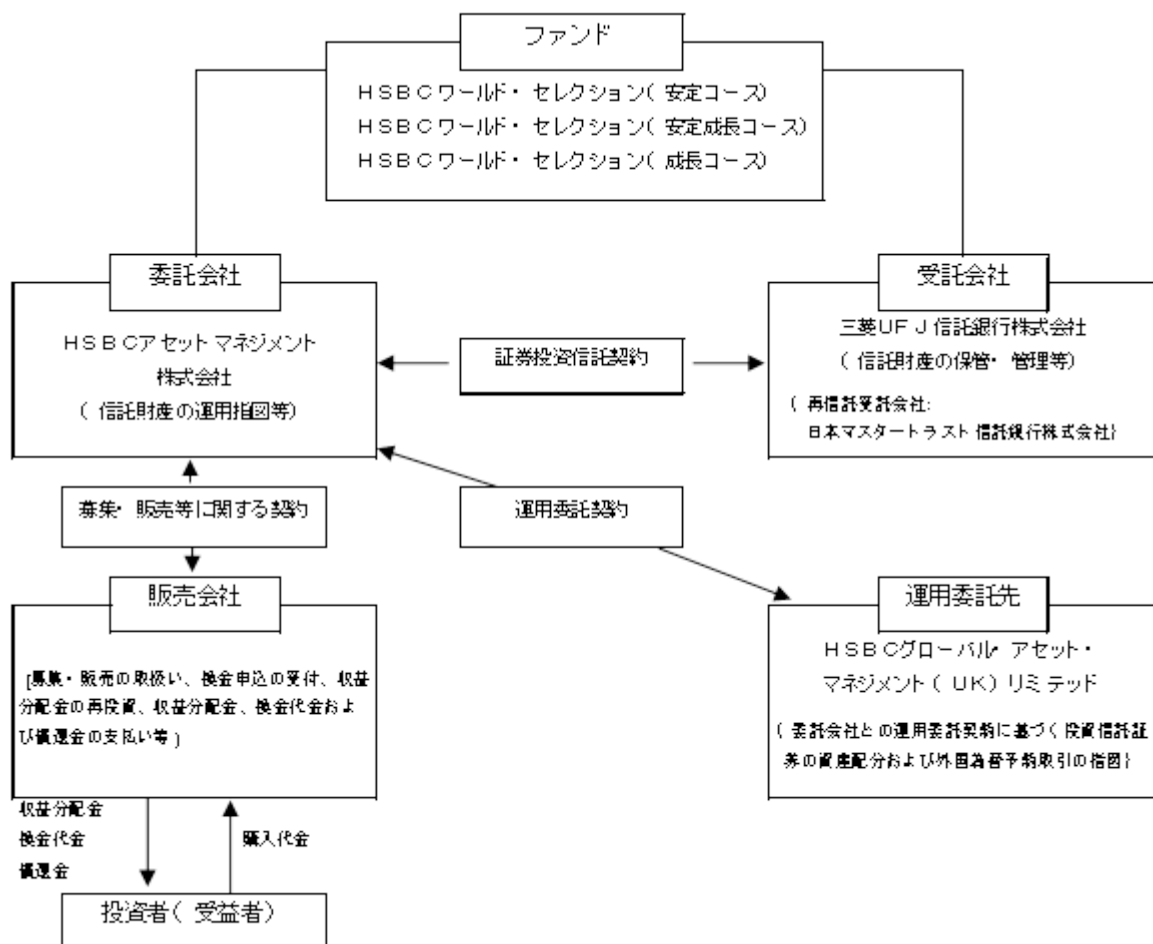 ファンド
HSBCワールド・セレクション(安定コース)
HSBCワールド・セレクション(安定成長コース)
HSBCワールド・セレクション(成長コース)
委託会社
HSBCアセットマネジメント
株式会社
(信託財産の運用指図等)
証券投資信託契約
受託会社
三菱UFJ信託銀行株式会社
(信託財産の保管・管理等)
(再信託受託会社:
日本マスタートラスト信託銀行株式会社)
募集・販売等に関する契約
運用委託契約
販売会社
(募集・販売の取扱い、換金申込の受付、収益
分配金の再投資、収益分配金、換金代金およ
び償還金の支払い等)
運用委託先
HSBCグローバル・アセット・
マネジメント(UK)リミテッド
(委託会社との運用委託契約に基づく投資信託証
券の資産配分および外国為替予約取引の指図)
収益分配金
換金代金
償還金
購入代金
投資者(受益者)